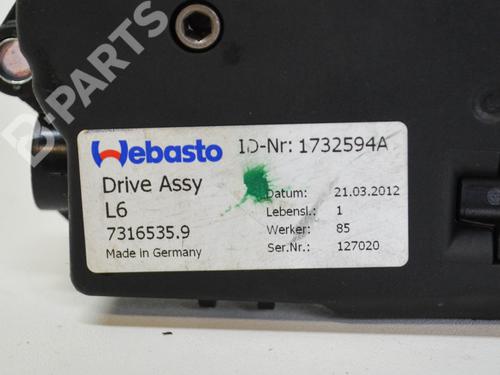 B-PARTS
Webasto ID-Nr: 1732594A
Drive Assy
L6
7316535.9
Made in Germany
Datum: 21.03.2012
Lebensl.: 1
Werker: 85
Ser.Nr.: 127020